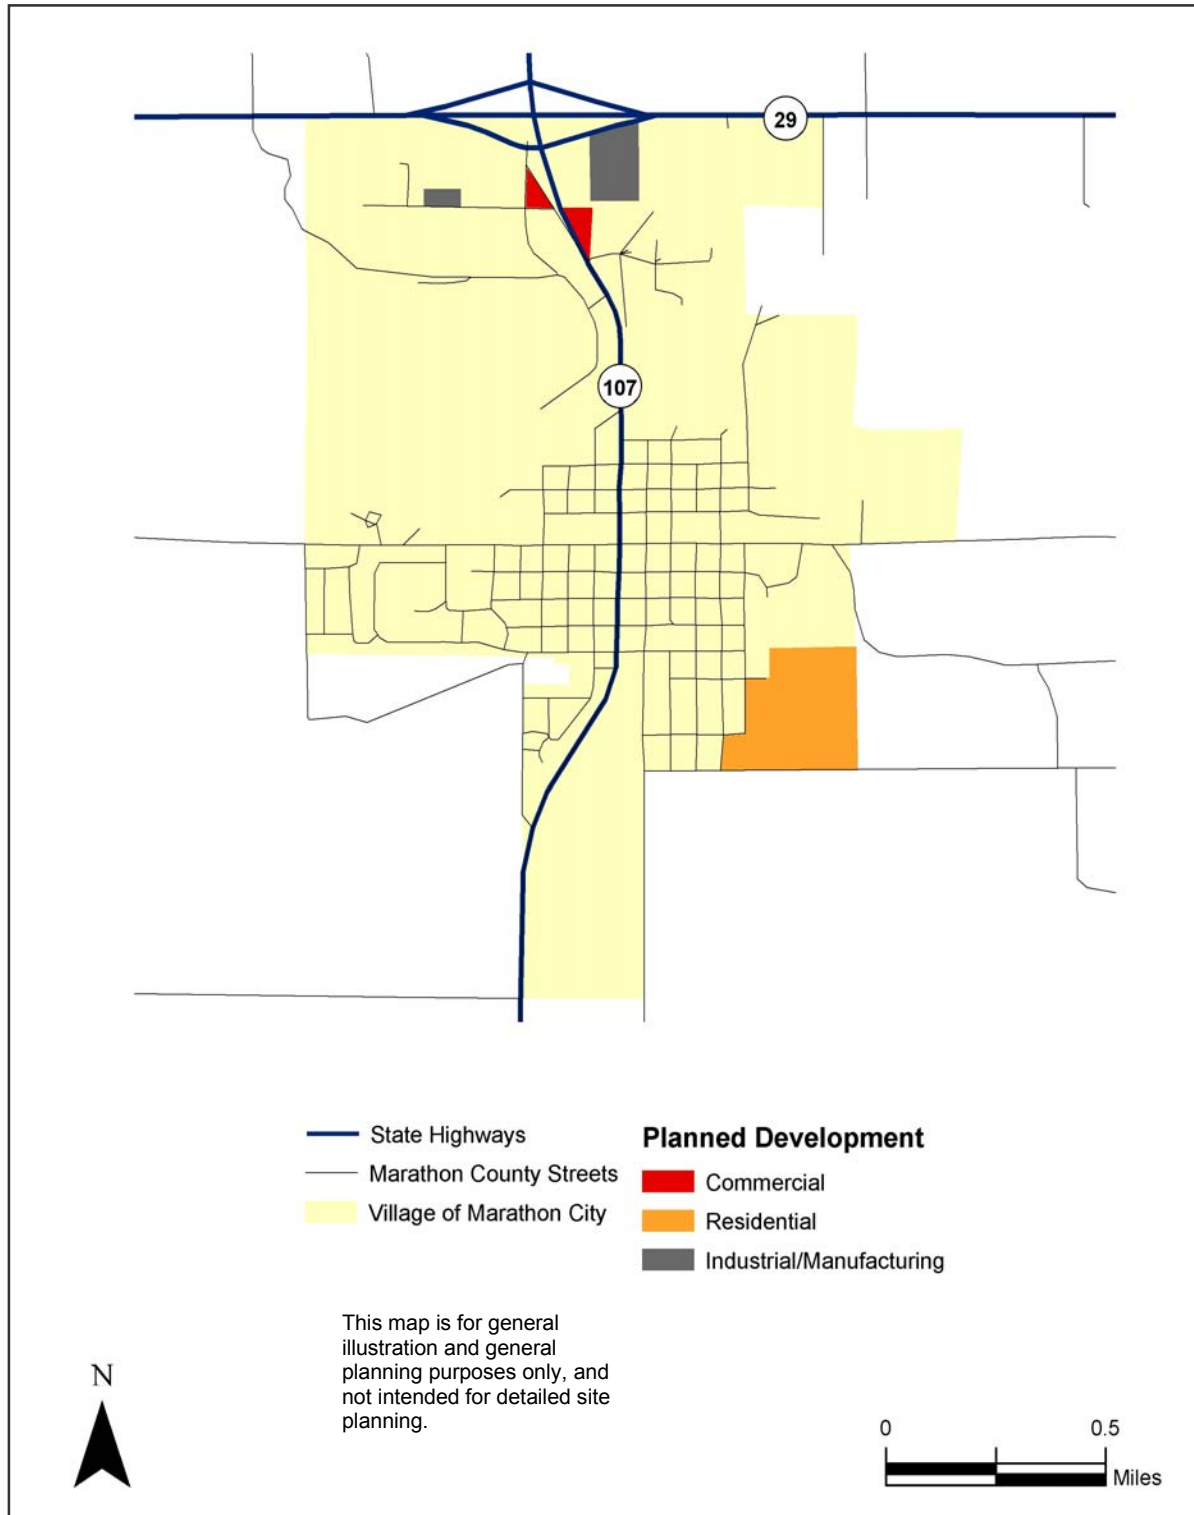 29
107
State Highways
Marathon County Streets
Village of Marathon City
Planned Development
Commercial
Residential
Industrial/Manufacturing
This map is for general
illustration and general
planning purposes only, and
not intended for detailed site
planning.
N
0 0.5
Miles